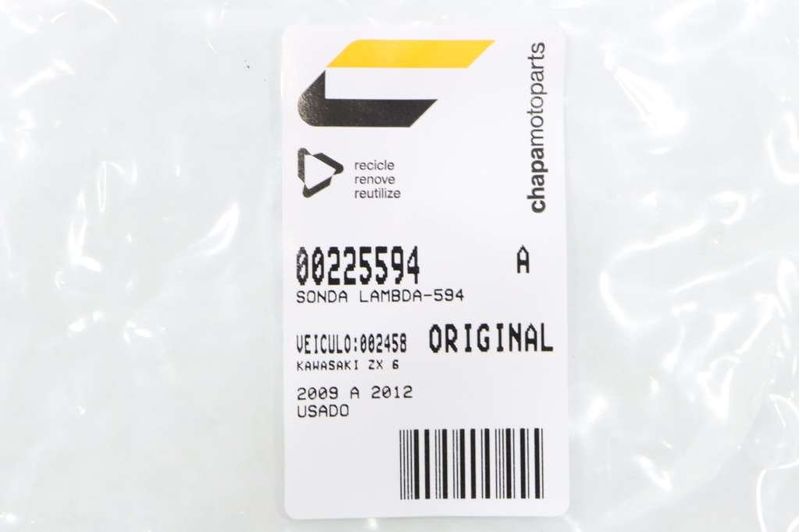 chapamotoparts
recicle
renove
reutilize
00225594 A
SONDA LAMBDA-594
VEICULO:002458 ORIGINAL
KAWASAKI ZX 6
2009 A 2012
USADO